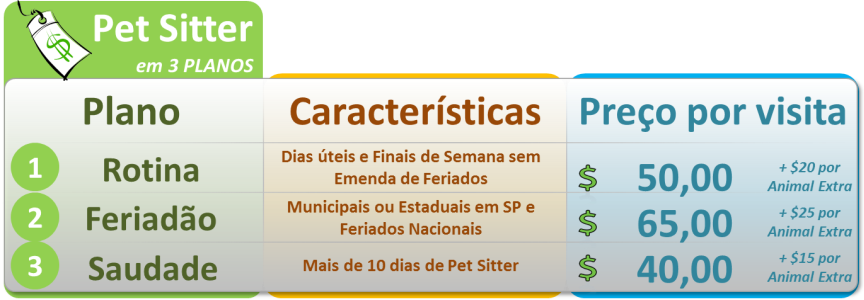 Pet Sitter
em 3 PLANOS
Plano
Características
Preço por visita
1
Rotina
Dias úteis e Finais de Semana sem
Emenda de Feriados
$ 50,00
+ $20 por
Animal Extra
2
Feriadão
Municipais ou Estaduais em SP e
Feriados Nacionais
$ 65,00
+ $25 por
Animal Extra
3
Saudade
Mais de 10 dias de Pet Sitter
$ 40,00
+ $15 por
Animal Extra